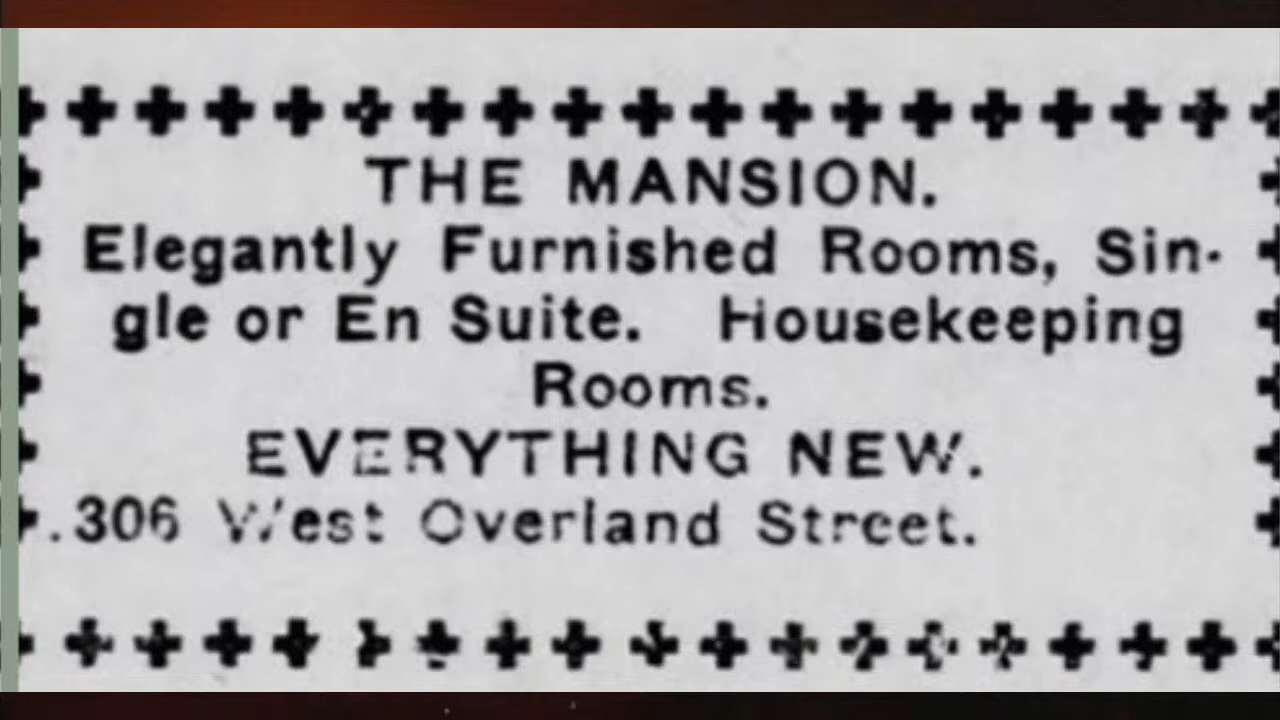 THE MANSION.
Elegantly Furnished Rooms, Sin-
gle or En Suite. Housekeeping
Rooms.
EVERYTHING NEW.
306 West Overland Street.